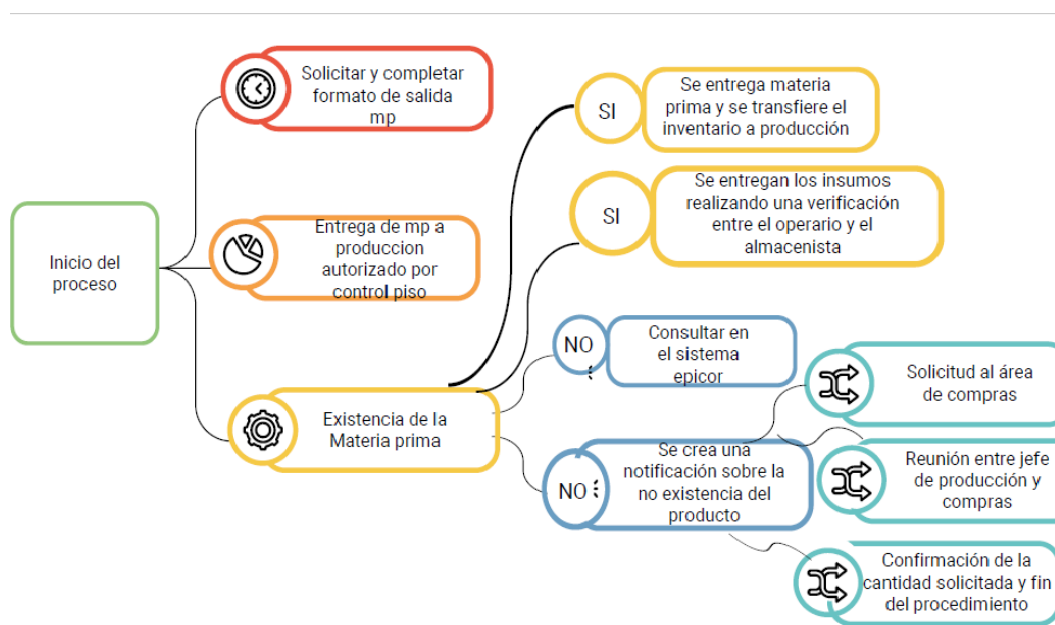 Inicio del
proceso
Solicitar y completar
formato de salida
mp
Entrega de mp a
produccion
autorizado por
control piso
Existencia de la
Materia prima
SI
Se entrega materia
prima y se transfiere el
inventario a producción
SI
Se entregan los insumos
realizando una verificación
entre el operario y el
almacenista
NO
Consultar en
el sistema
epicor
NO
Se crea una
notificación sobre la
no existencia del
producto
Solicitud al área
de compras
Reunión entre jefe
de producción y
compras
Confirmación de la
cantidad solicitada y fin
del procedimiento